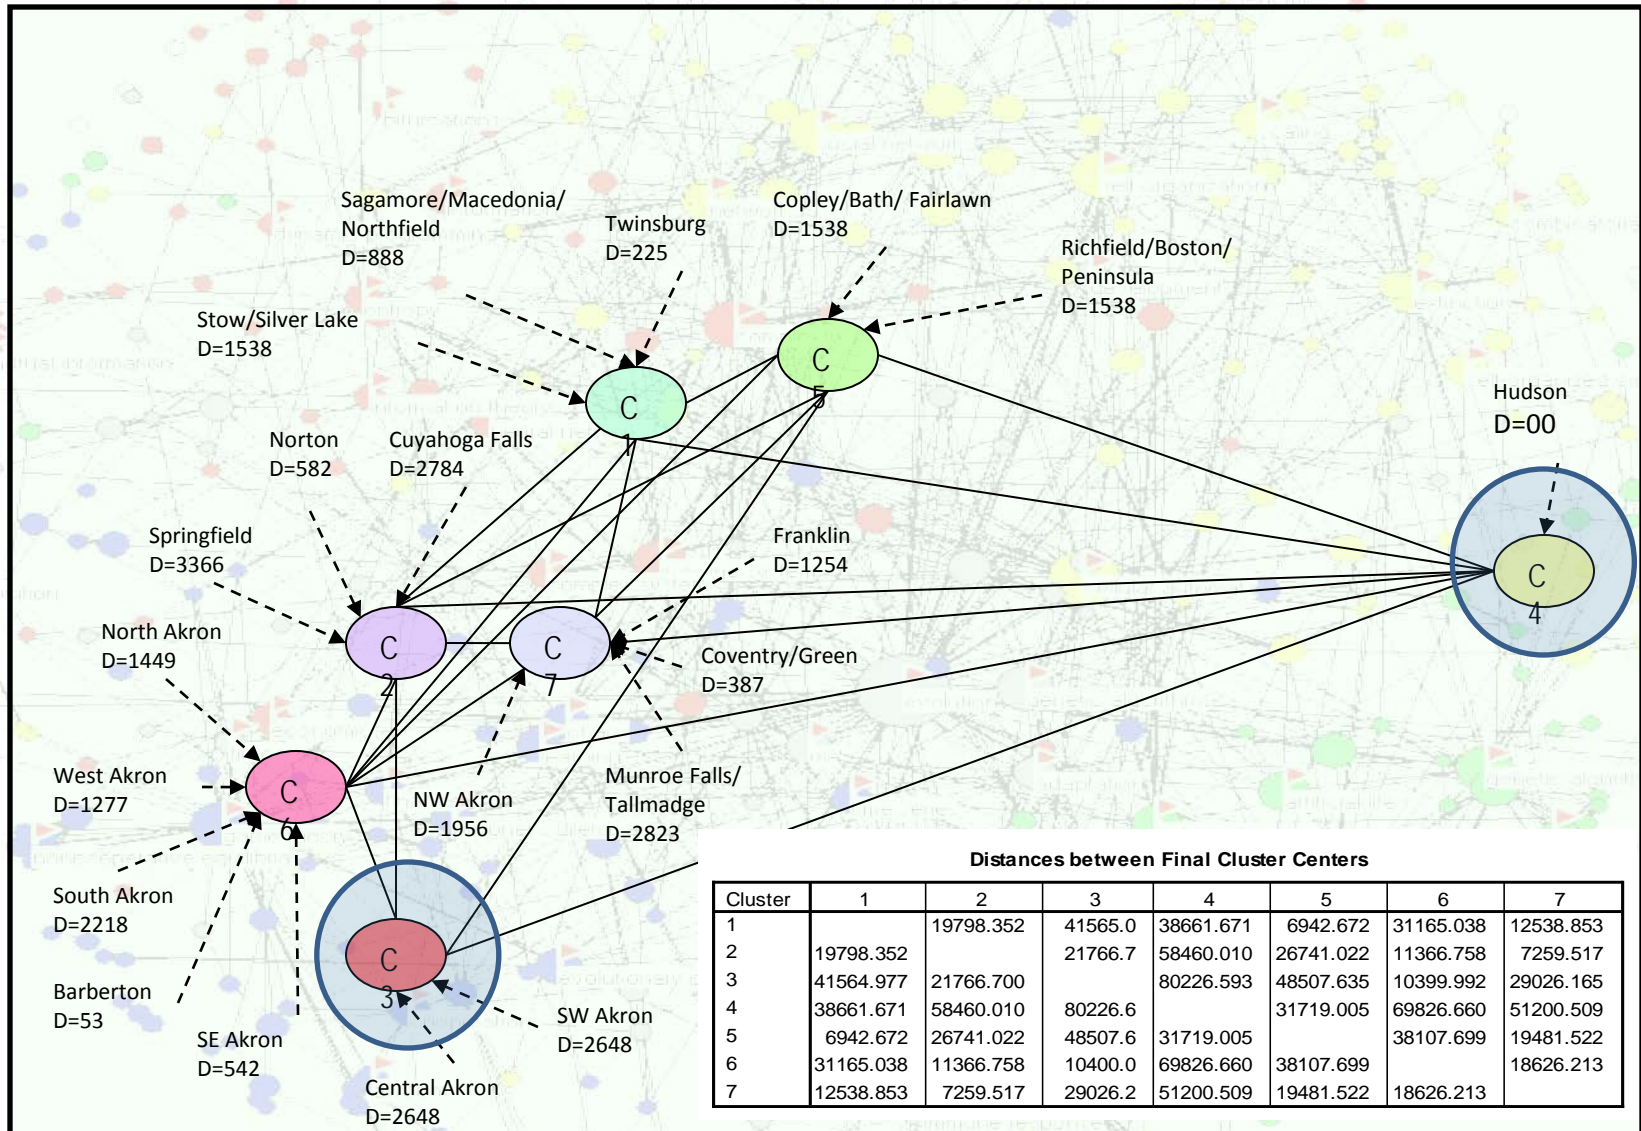 Sagamore/Macedonia/
Northfield
D=888
Twinsburg
D=225
Copley/Bath/ Fairlawn
D=1538
Richfield/Boston/
Peninsula
D=1538
Stow/Silver Lake
D=1538
Hudson
D=00
C
5
C
1
Norton
D=582
Cuyahoga Falls
D=2784
Springfield
D=3366
Franklin
D=1254
C
4
North Akron
D=1449
C
2
C
7
Coventry/Green
D=387
West Akron
D=1277
C
6
NW Akron
D=1956
Munroe Falls/
Tallmadge
D=2823
South Akron
D=2218
Barberton
D=53
SE Akron
D=542
C
3
SW Akron
D=2648
Central Akron
D=2648
Distances between Final Cluster Centers
Cluster 1 2 3 4 5 6 7
1 19798.352 41565.0 38661.671 6942.672 31165.038 12538.853
2 19798.352 21766.7 58460.010 26741.022 11366.758 7259.517
3 41564.977 21766.700 80226.593 48507.635 10399.992 29026.165
4 38661.671 58460.010 80226.6 31719.005 69826.660 51200.509
5 6942.672 26741.022 48507.6 31719.005 38107.699 19481.522
6 31165.038 11366.758 10400.0 69826.660 38107.699 18626.213
7 12538.853 7259.517 29026.2 51200.509 19481.522 18626.213